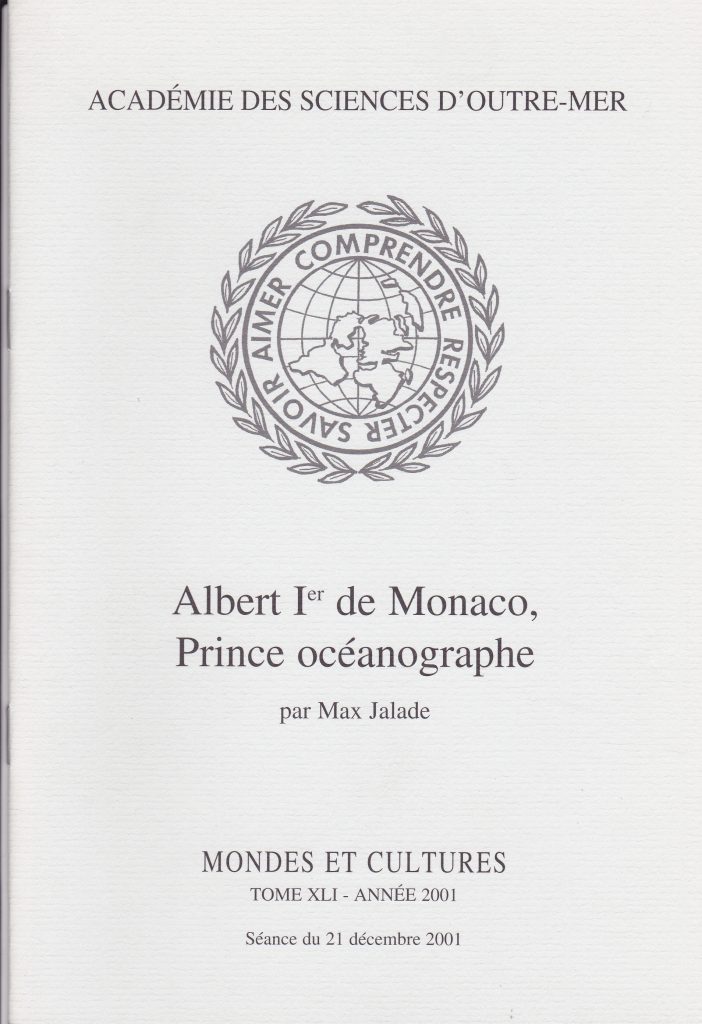 ACADÉMIE DES SCIENCES D'OUTRE-MER
SAVOIR AIMER COMPRENDRE RESPECTER
Albert Ier de Monaco,
Prince océanographe
par Max Jalade
MONDES ET CULTURES
TOME XLI - ANNÉE 2001
Séance du 21 décembre 2001